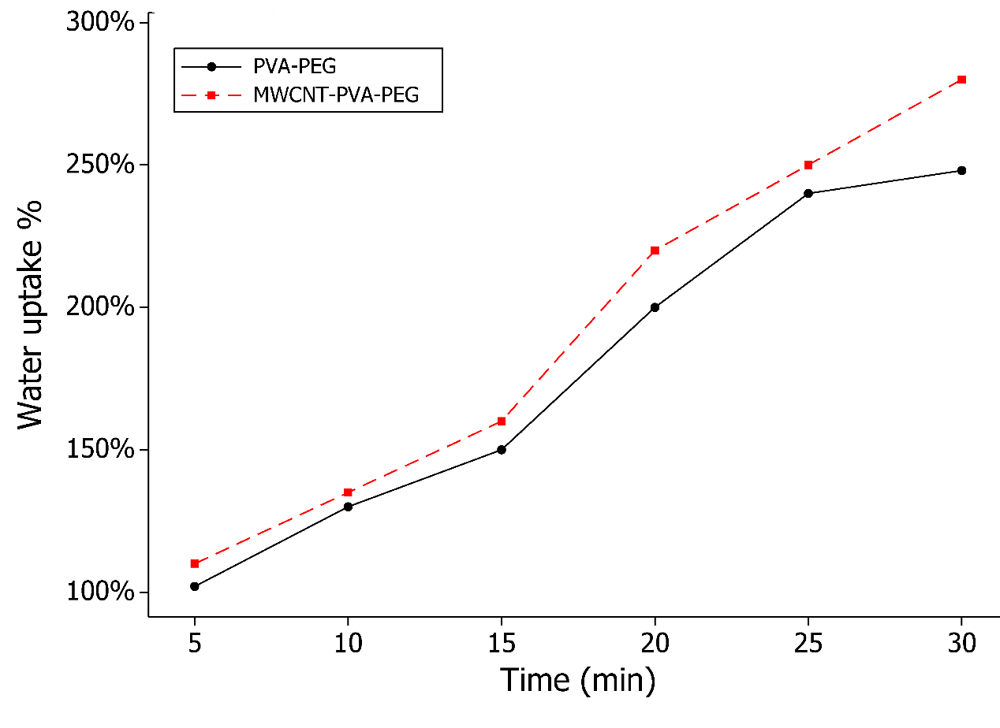 300%
250%
200%
150%
100%
Water uptake %
PVA-PEG
MWCNT-PVA-PEG
5 10 15 20 25 30
Time (min)